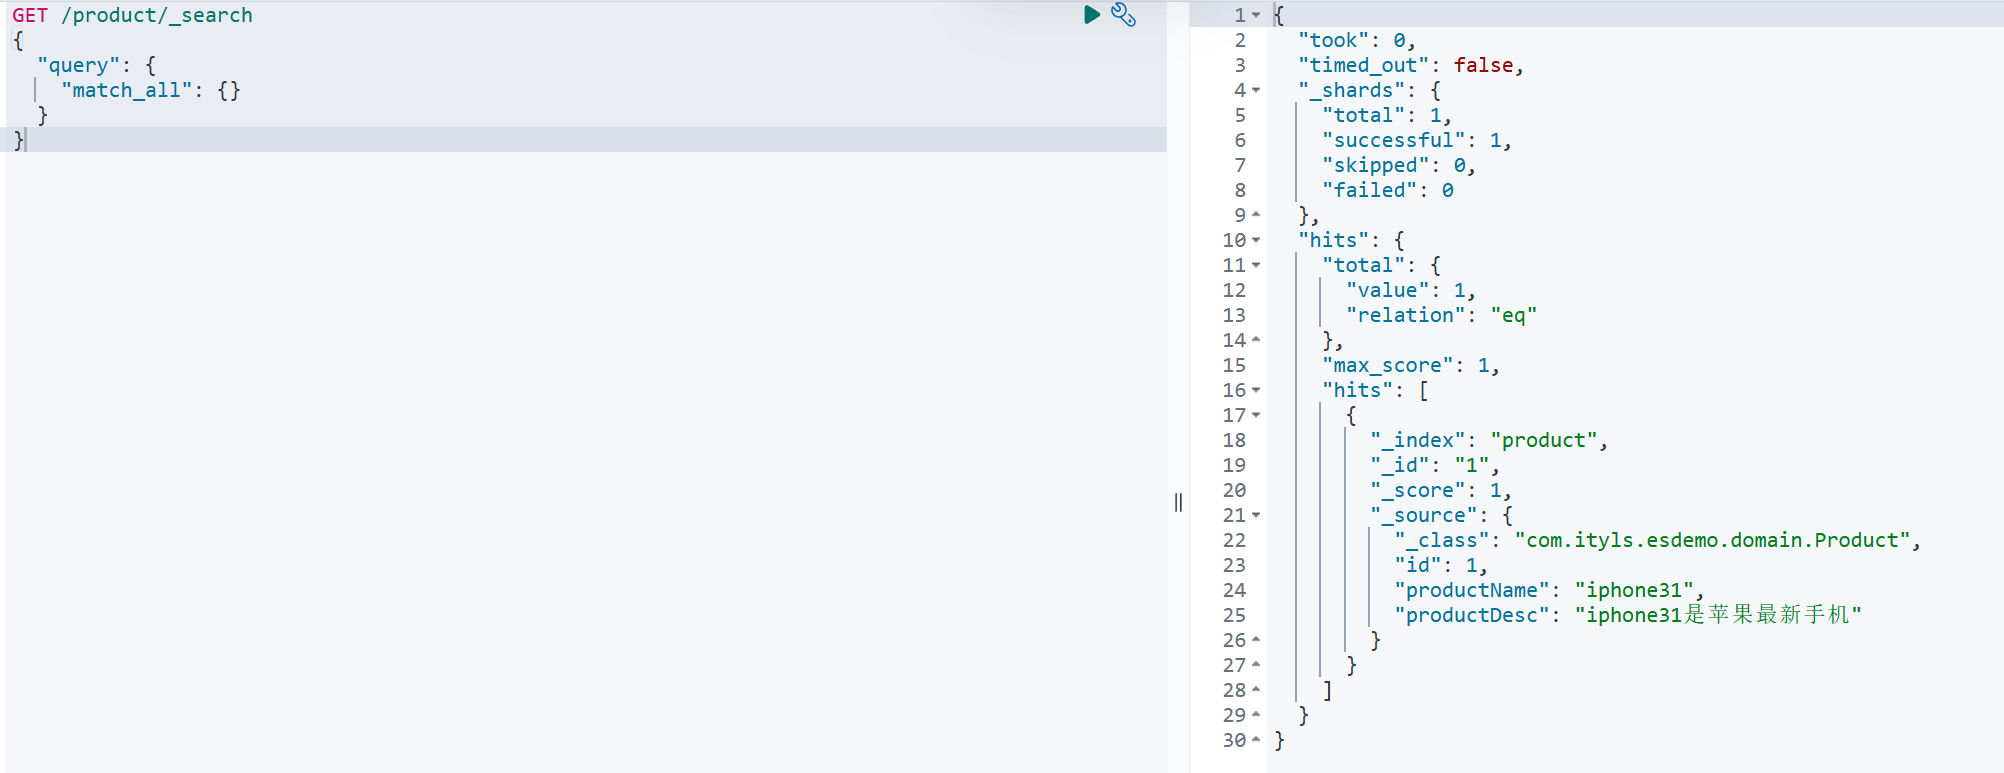 GET /product/_search
{
  "query": {
    "match_all": {}
  }
}
1 {
2   "took": 0,
3   "timed_out": false,
4   "_shards": {
5     "total": 1,
6     "successful": 1,
7     "skipped": 0,
8     "failed": 0
9   },
10   "hits": {
11     "total": {
12       "value": 1,
13       "relation": "eq"
14     },
15     "max_score": 1,
16     "hits": [
17       {
18         "_index": "product",
19         "_id": "1",
20         "_score": 1,
21         "_source": {
22           "_class": "com.ityls.esdemo.domain.Product",
23           "id": 1,
24           "productName": "iphone31",
25           "productDesc": "iphone31是苹果最新手机"
26         }
27       }
28     ]
29   }
30 }